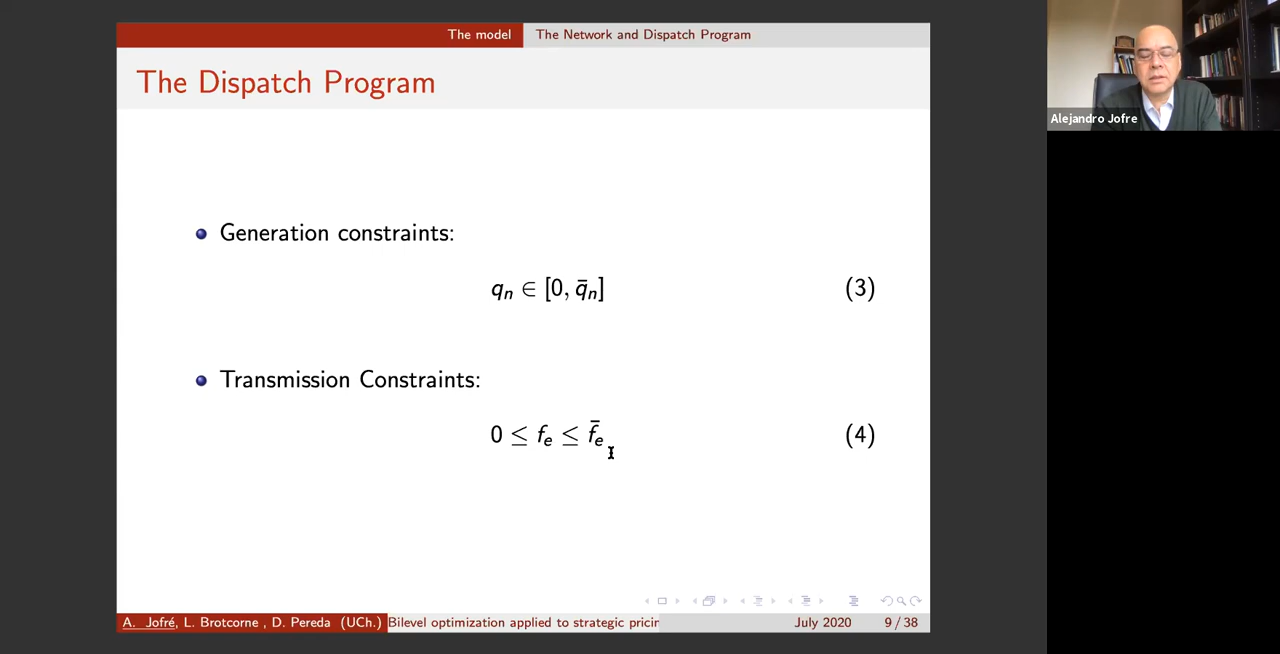 The model The Network and Dispatch Program
The Dispatch Program
Alejandro Jofre
Generation constraints:
qₙ ∈ [0, q̄ₙ] (3)
Transmission Constraints:
0 ≤ fₑ ≤ f̄ₑ (4)
A. Jofré, L. Brotcorne , D. Pereda (UCh.) Bilevel optimization applied to strategic pricin July 2020 9 / 38